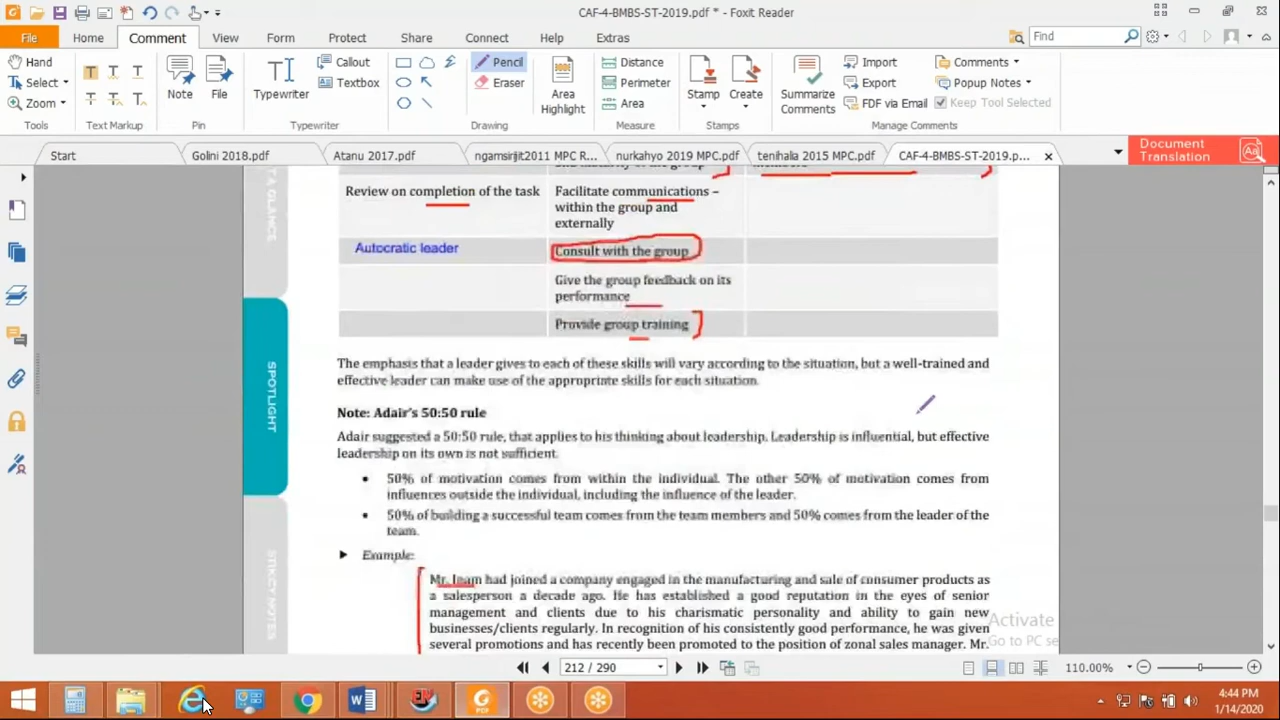 CAF-4-BMBS-ST-2019.pdf * - Foxit Reader
File Home Comment View Form Protect Share Connect Help Extras Find
Hand
Select
Zoom
Tools
Text Markup
Note File
Pin
Typewriter
Callout
Textbox
Typewriter
Pencil
Eraser
Drawing
Area Highlight
Distance
Perimeter
Area
Measure
Stamp Create
Stamps
Summarize Comments
Import
Export
FDF via Email
Comments
Popup Notes
Keep Tool Selected
Manage Comments
Start Golini 2018.pdf Atanu 2017.pdf ngamsirijit2011 MPC R... nurkahyo 2019 MPC.pdf tenihalia 2015 MPC.pdf CAF-4-BMBS-ST-2019.p...
Document Translation
Review on completion of the task
Facilitate communications –
within the group and
externally
Autocratic leader
Consult with the group
Give the group feedback on its
performance
Provide group training
The emphasis that a leader gives to each of these skills will vary according to the situation, but a well-trained and
effective leader can make use of the appropriate skills for each situation.
Note: Adair's 50:50 rule
Adair suggested a 50:50 rule, that applies to his thinking about leadership. Leadership is influential, but effective
leadership on its own is not sufficient.
• 50% of motivation comes from within the individual. The other 50% of motivation comes from
influences outside the individual, including the influence of the leader.
• 50% of building a successful team comes from the team members and 50% comes from the leader of the
team.
Example:
Mr. Inam had joined a company engaged in the manufacturing and sale of consumer products as
a salesperson a decade ago. He has established a good reputation in the eyes of senior
management and clients due to his charismatic personality and ability to gain new
businesses/clients regularly. In recognition of his consistently good performance, he was given
several promotions and has recently been promoted to the position of zonal sales manager. Mr.
SPOTLIGHT
Activate
Go to PC se
212 / 290
110.00%
4:44 PM
1/14/2020